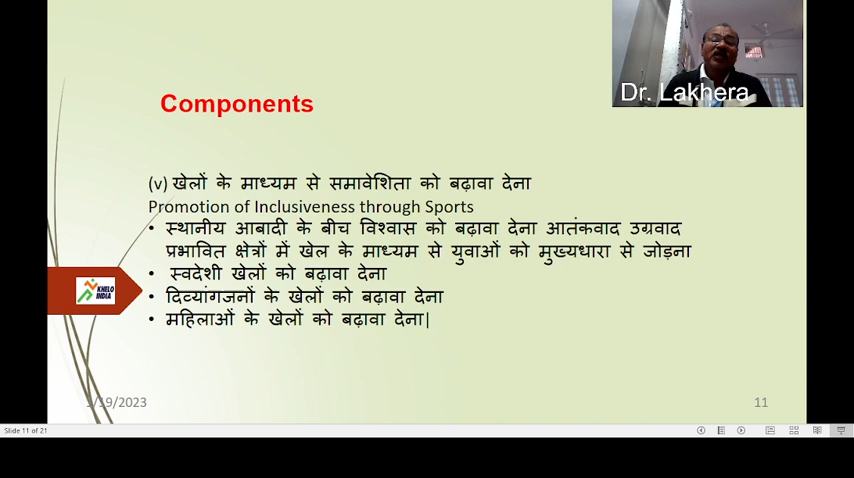 Dr. Lakhera
Components
(v) खेलों के माध्यम से समावेशिता को बढ़ावा देना
Promotion of Inclusiveness through Sports
• स्थानीय आबादी के बीच विश्वास को बढ़ावा देना आतंकवाद उग्रवाद
प्रभावित क्षेत्रों में खेल के माध्यम से युवाओं को मुख्यधारा से जोड़ना
• स्वदेशी खेलों को बढ़ावा देना
• दिव्यांगजनों के खेलों को बढ़ावा देना
• महिलाओं के खेलों को बढ़ावा देना|
KHELO
INDIA
/19/2023
11
Slide 11 of 21